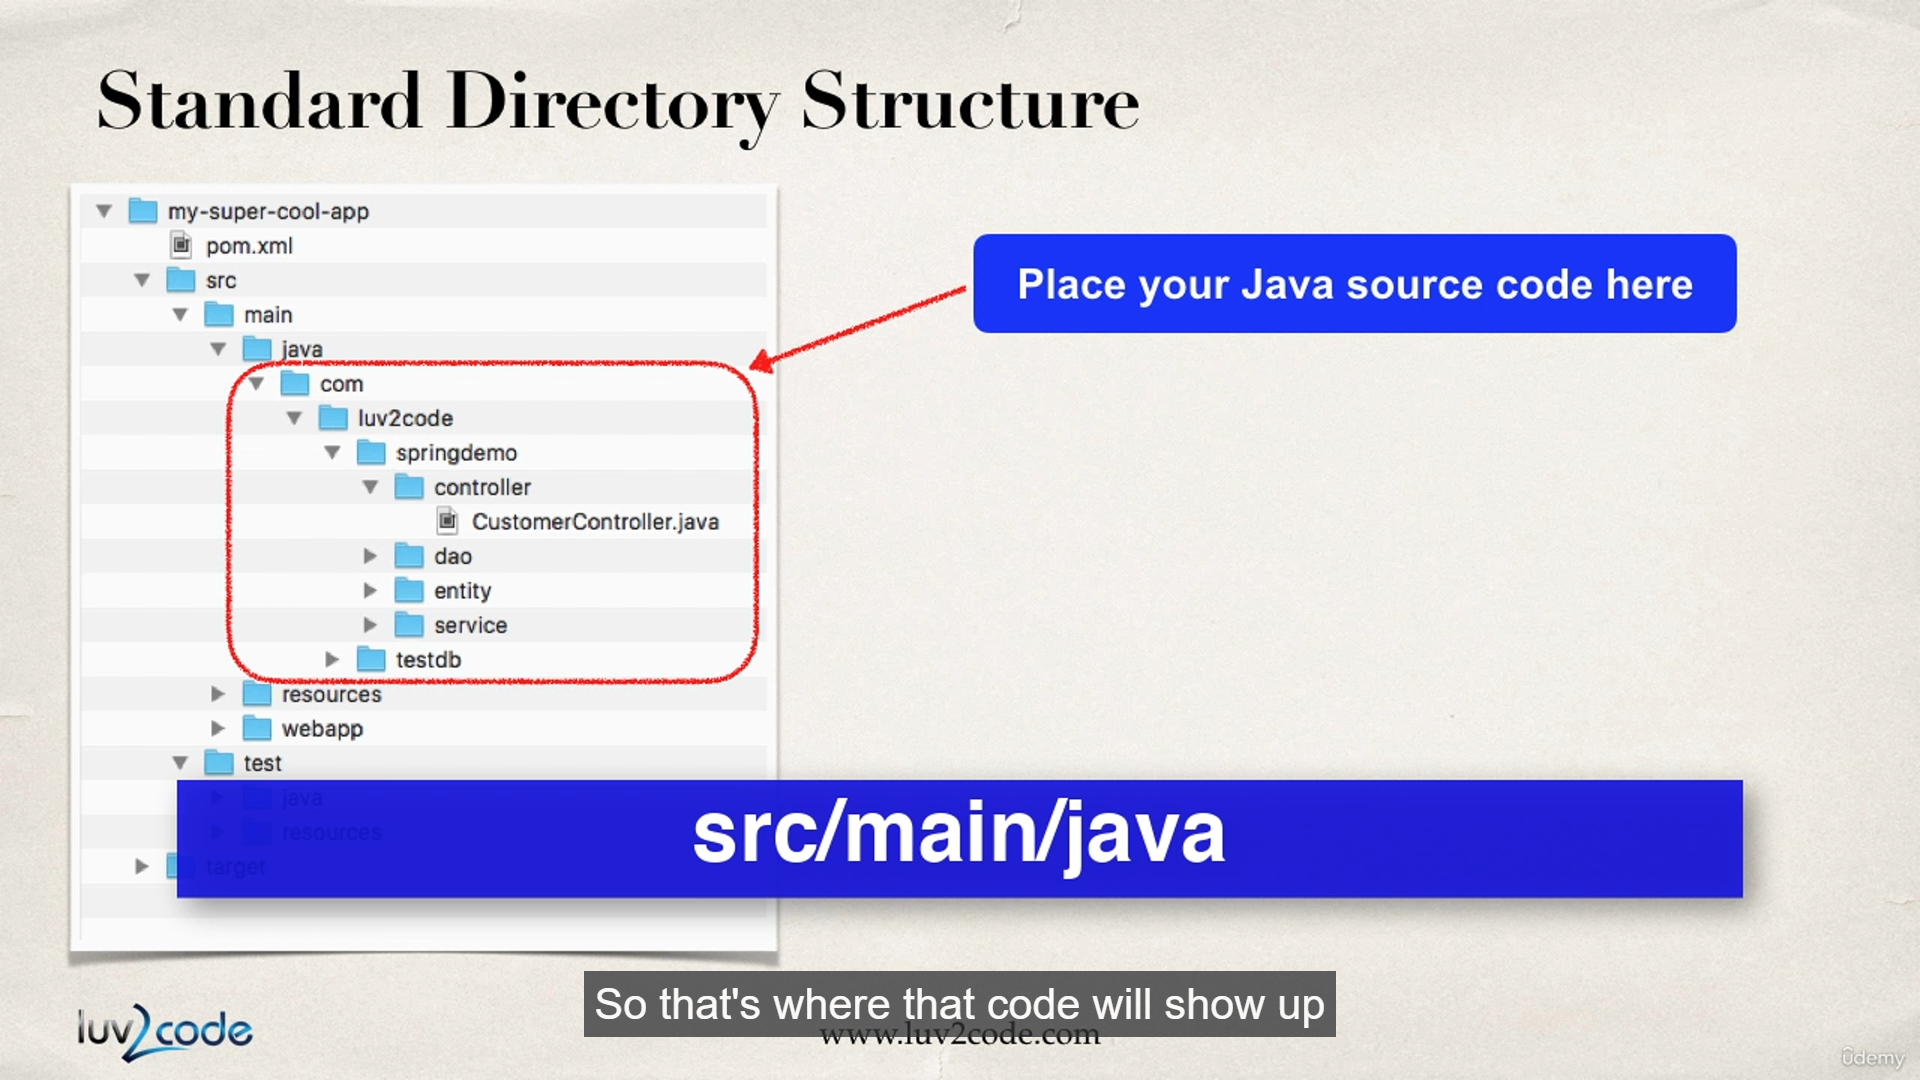 Standard Directory Structure
my-super-cool-app
pom.xml
src
main
java
com
luv2code
springdemo
controller
CustomerController.java
dao
entity
service
testdb
resources
webapp
test
java
resources
target
Place your Java source code here
src/main/java
So that's where that code will show up
www.luv2code.com
luv2code
ûdemy